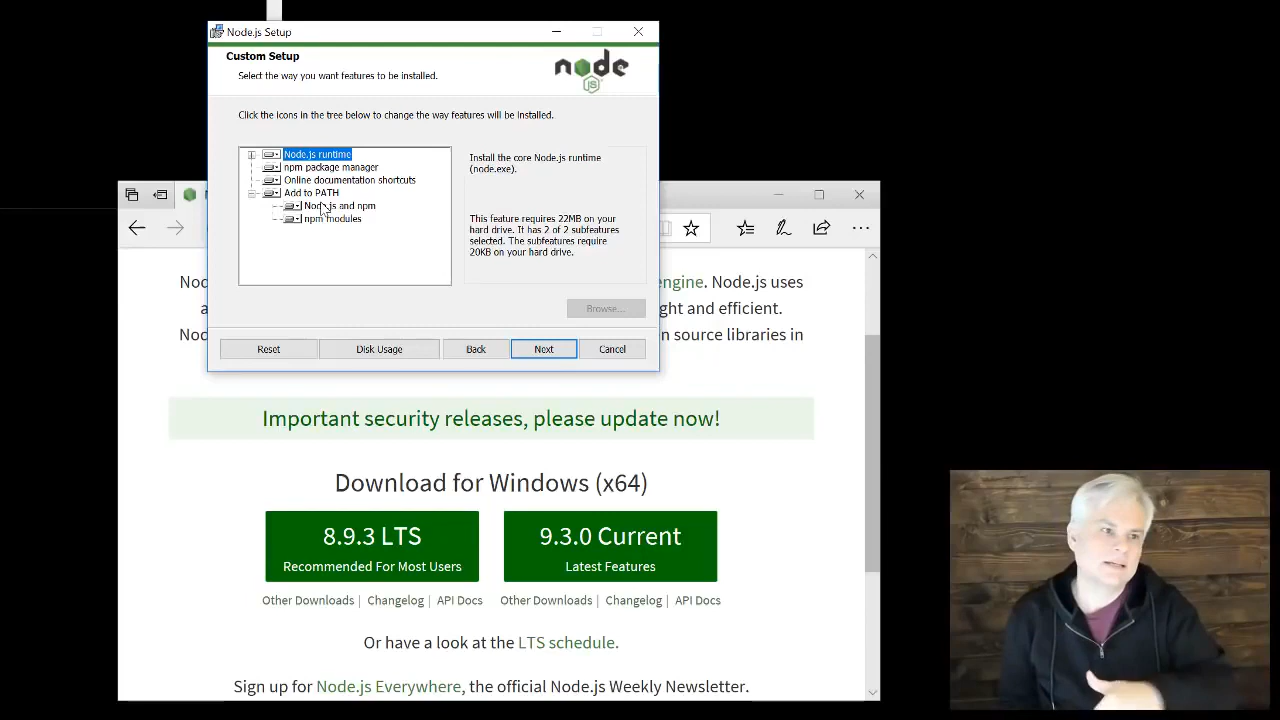 Node.js Setup
Custom Setup
Select the way you want features to be installed.
node
JS
Click the icons in the tree below to change the way features will be installed.
Node.js runtime
npm package manager
Online documentation shortcuts
Add to PATH
Node.js and npm
npm modules
Install the core Node.js runtime
(node.exe).
This feature requires 22MB on your
hard drive. It has 2 of 2 subfeatures
selected. The subfeatures require
20KB on your hard drive.
Browse...
Reset
Disk Usage
Back
Next
Cancel
engine. Node.js uses
ght and efficient.
n source libraries in
Important security releases, please update now!
Download for Windows (x64)
8.9.3 LTS
Recommended For Most Users
9.3.0 Current
Latest Features
Other Downloads | Changelog | API Docs
Other Downloads | Changelog | API Docs
Or have a look at the LTS schedule.
Sign up for Node.js Everywhere, the official Node.js Weekly Newsletter.